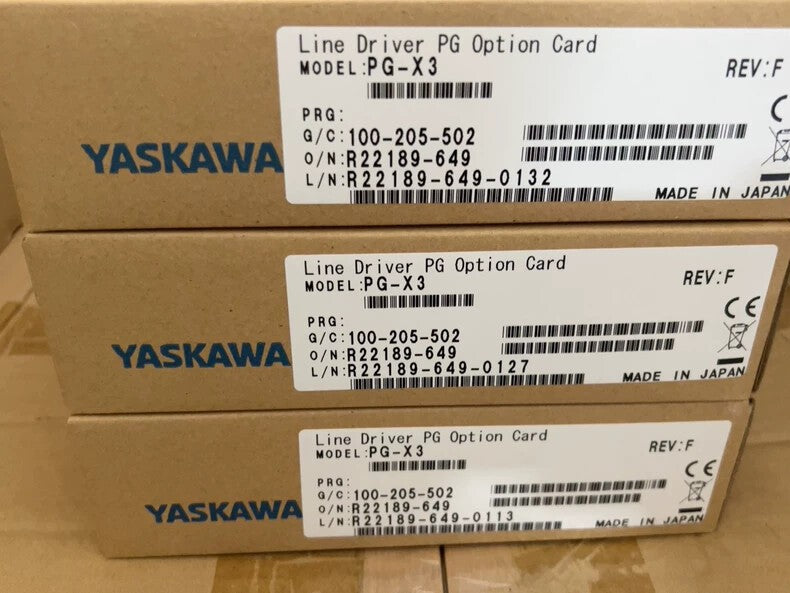 Line Driver PG Option Card
MODEL:PG-X3
REV:F
PRG:
G/C:100-205-502
O/N:R22189-649
L/N:R22189-649-0132
MADE IN JAPAN
YASKAWA
Line Driver PG Option Card
MODEL:PG-X3
REV:F
CE
PRG:
G/C:100-205-502
O/N:R22189-649
L/N:R22189-649-0127
MADE IN JAPAN
YASKAWA
Line Driver PG Option Card
MODEL:PG-X3
REV:F
CE
PRG:
G/C:100-205-502
O/N:R22189-649
L/N:R22189-649-0113
MADE IN JAPAN
YASKAWA